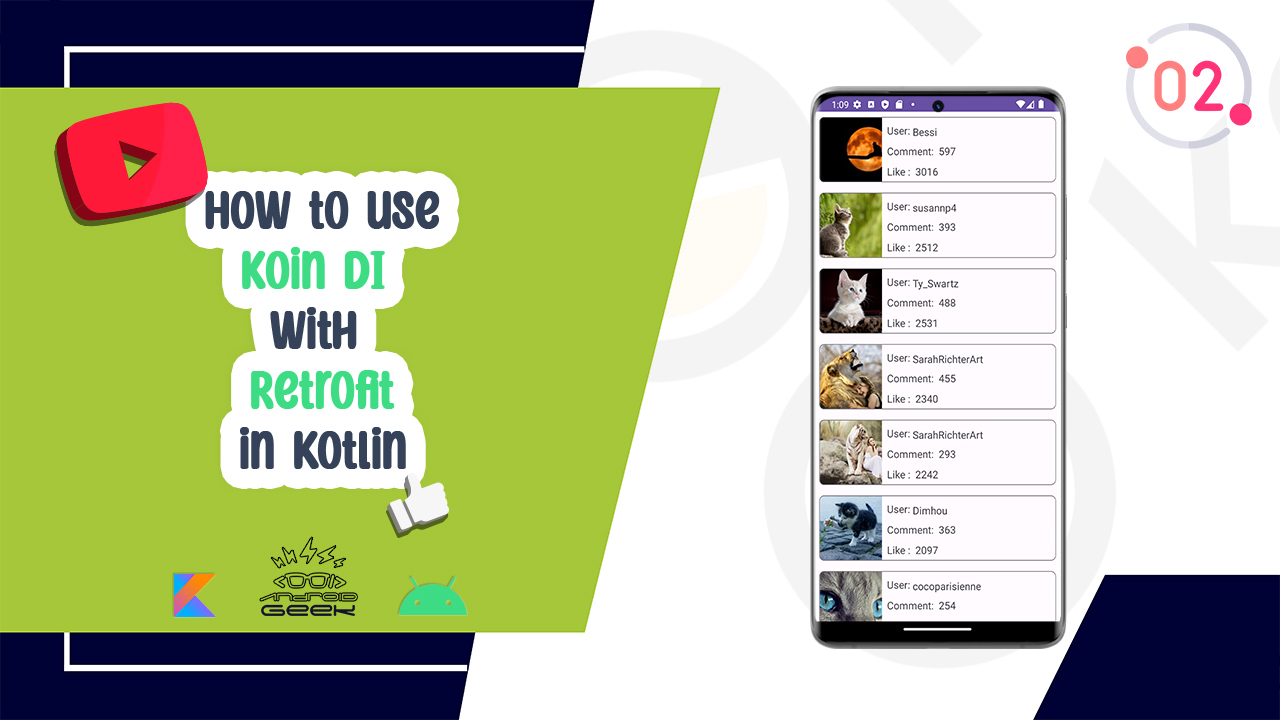 How to Use
Koin DI
With
Retrofit
in Kotlin
ANDROID
GEEK
02
1:09
User: Bessi
Comment: 597
Like : 3016
User: susannp4
Comment: 393
Like : 2512
User: Ty_Swartz
Comment: 488
Like : 2531
User: SarahRichterArt
Comment: 455
Like : 2340
User: SarahRichterArt
Comment: 293
Like : 2242
User: Dimhou
Comment: 363
Like : 2097
User: cocoparisienne
Comment: 254